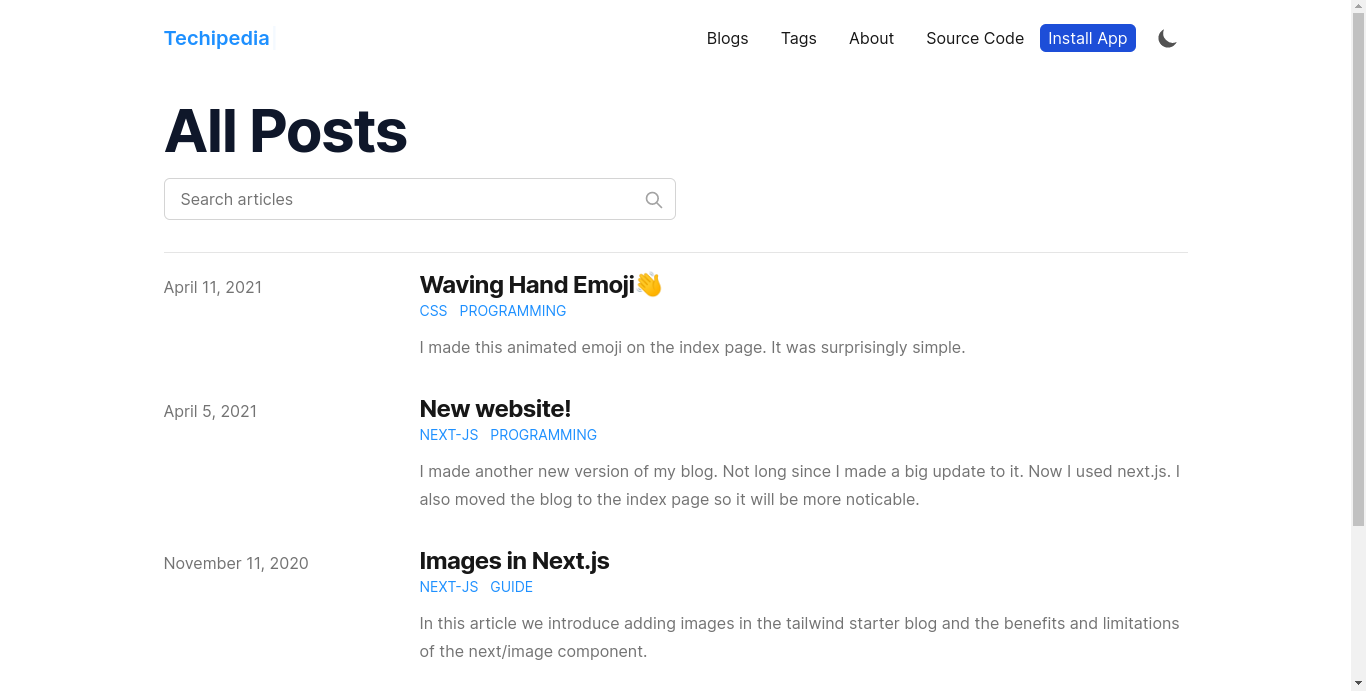 Techipedia
Blogs Tags About Source Code Install App
All Posts
Search articles
April 11, 2021
Waving Hand Emoji👋
CSS PROGRAMMING
I made this animated emoji on the index page. It was surprisingly simple.
April 5, 2021
New website!
NEXT-JS PROGRAMMING
I made another new version of my blog. Not long since I made a big update to it. Now I used next.js. I
also moved the blog to the index page so it will be more noticable.
November 11, 2020
Images in Next.js
NEXT-JS GUIDE
In this article we introduce adding images in the tailwind starter blog and the benefits and limitations
of the next/image component.